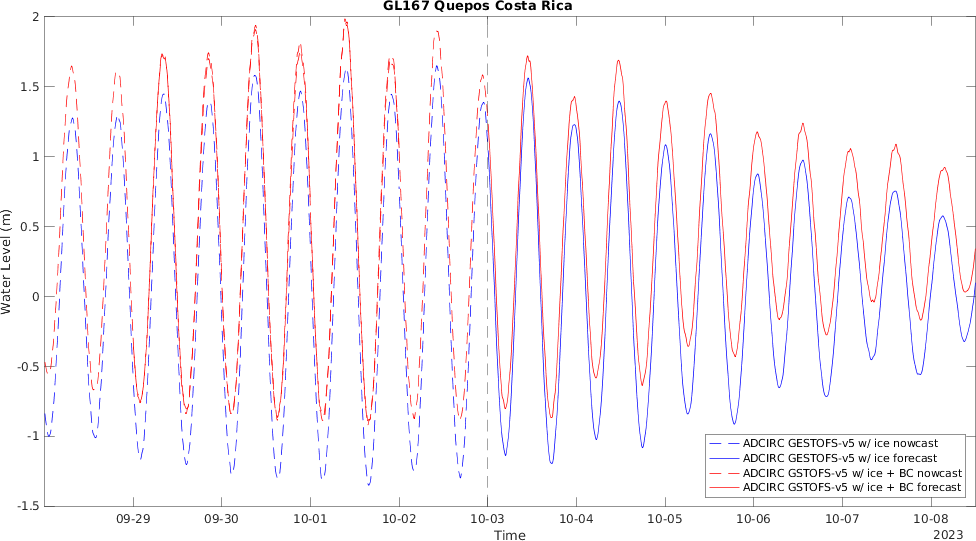 GL167 Quepos Costa Rica
2
1.5
1
0.5
0
-0.5
-1
-1.5
Water Level (m)
ADCIRC GESTOFS-v5 w/ ice nowcast
ADCIRC GESTOFS-v5 w/ ice forecast
ADCIRC GSTOFS-v5 w/ ice + BC nowcast
ADCIRC GSTOFS-v5 w/ ice + BC forecast
09-29 09-30 10-01 10-02 10-03 10-04 10-05 10-06 10-07 10-08
Time
2023